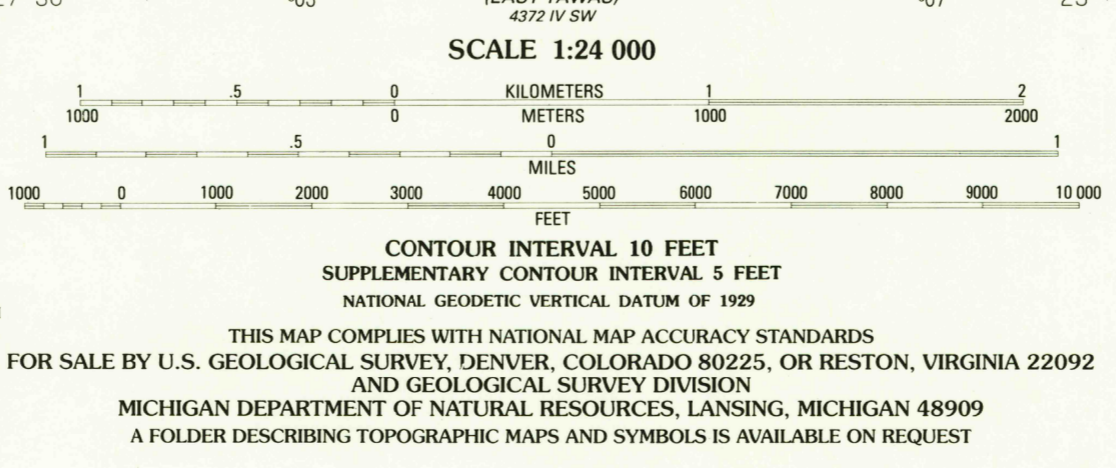 4372 IV SW
SCALE 1:24 000
1 .5 0 KILOMETERS 1 2
1000 0 METERS 1000 2000
1 .5 0 1
MILES
1000 0 1000 2000 3000 4000 5000 6000 7000 8000 9000 10 000
FEET
CONTOUR INTERVAL 10 FEET
SUPPLEMENTARY CONTOUR INTERVAL 5 FEET
NATIONAL GEODETIC VERTICAL DATUM OF 1929
THIS MAP COMPLIES WITH NATIONAL MAP ACCURACY STANDARDS
FOR SALE BY U.S. GEOLOGICAL SURVEY, DENVER, COLORADO 80225, OR RESTON, VIRGINIA 22092
AND GEOLOGICAL SURVEY DIVISION
MICHIGAN DEPARTMENT OF NATURAL RESOURCES, LANSING, MICHIGAN 48909
A FOLDER DESCRIBING TOPOGRAPHIC MAPS AND SYMBOLS IS AVAILABLE ON REQUEST